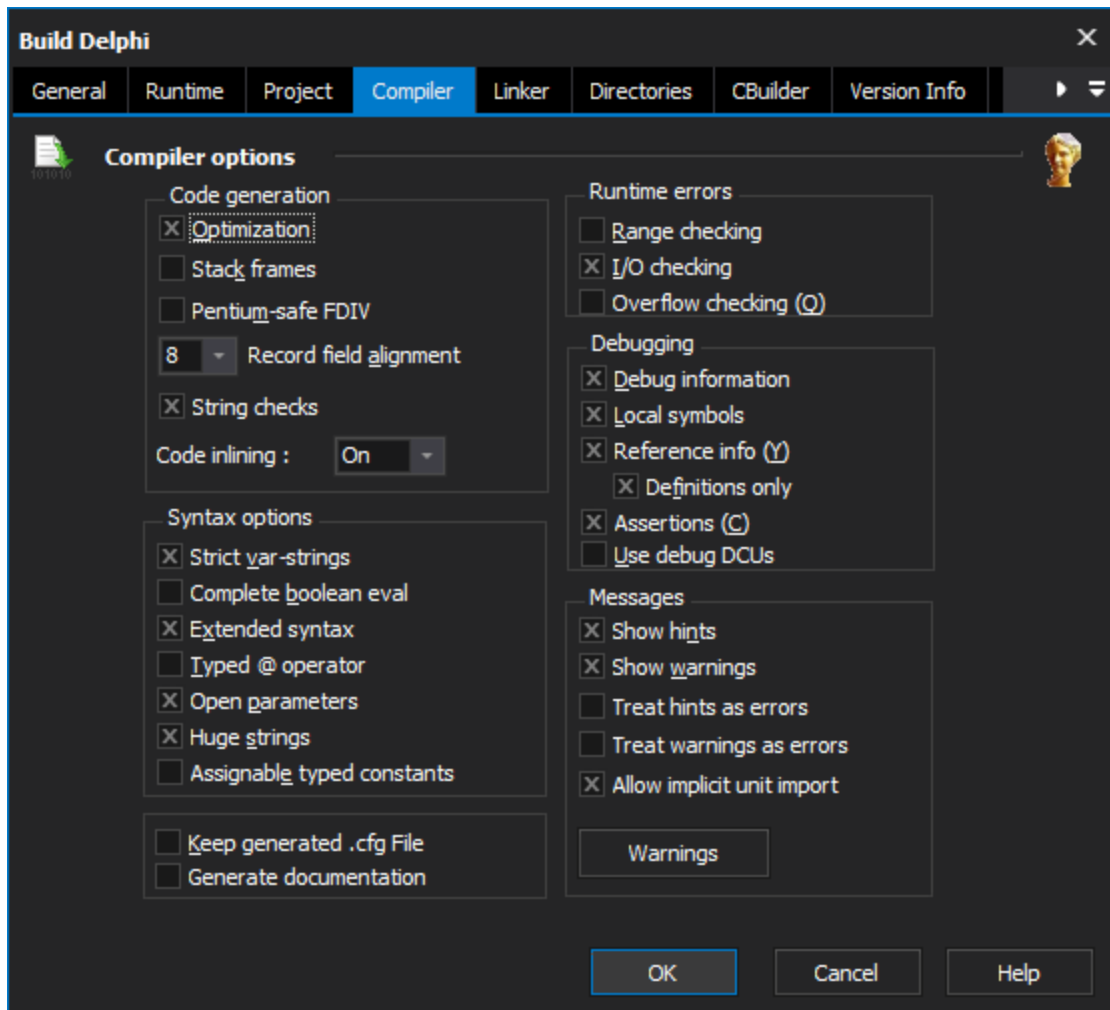 Build Delphi
General Runtime Project Compiler Linker Directories CBuilder Version Info
101010
Compiler options
Code generation
Optimization
Stack frames
Pentium-safe FDIV
8 Record field alignment
String checks
Code inlining : On
Syntax options
Strict var-strings
Complete boolean eval
Extended syntax
Typed @ operator
Open parameters
Huge strings
Assignable typed constants
Keep generated .cfg File
Generate documentation
Runtime errors
Range checking
I/O checking
Overflow checking (Q)
Debugging
Debug information
Local symbols
Reference info (Y)
Definitions only
Assertions (C)
Use debug DCUs
Messages
Show hints
Show warnings
Treat hints as errors
Treat warnings as errors
Allow implicit unit import
Warnings
OK Cancel Help